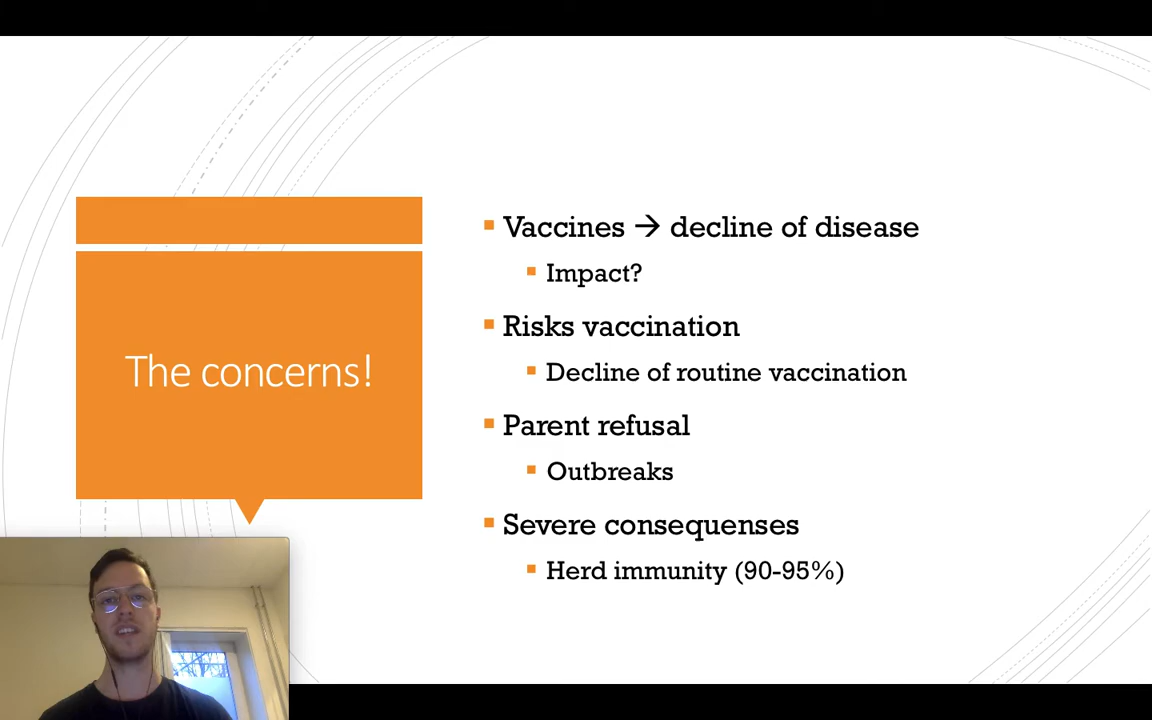 The concerns!
Vaccines → decline of disease
Impact?
Risks vaccination
Decline of routine vaccination
Parent refusal
Outbreaks
Severe consequenses
Herd immunity (90-95%)